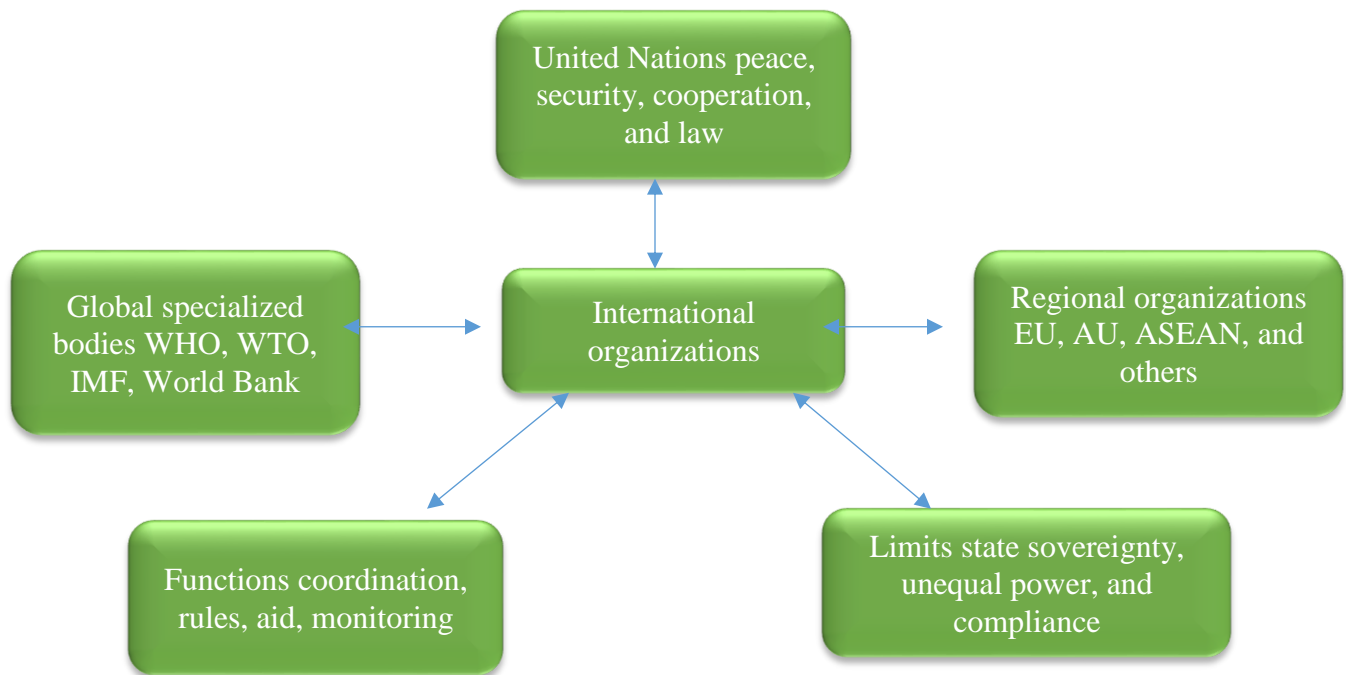 United Nations peace,
security, cooperation,
and law
Global specialized
bodies WHO, WTO,
IMF, World Bank
International
organizations
Regional organizations
EU, AU, ASEAN, and
others
Functions coordination,
rules, aid, monitoring
Limits state sovereignty,
unequal power, and
compliance